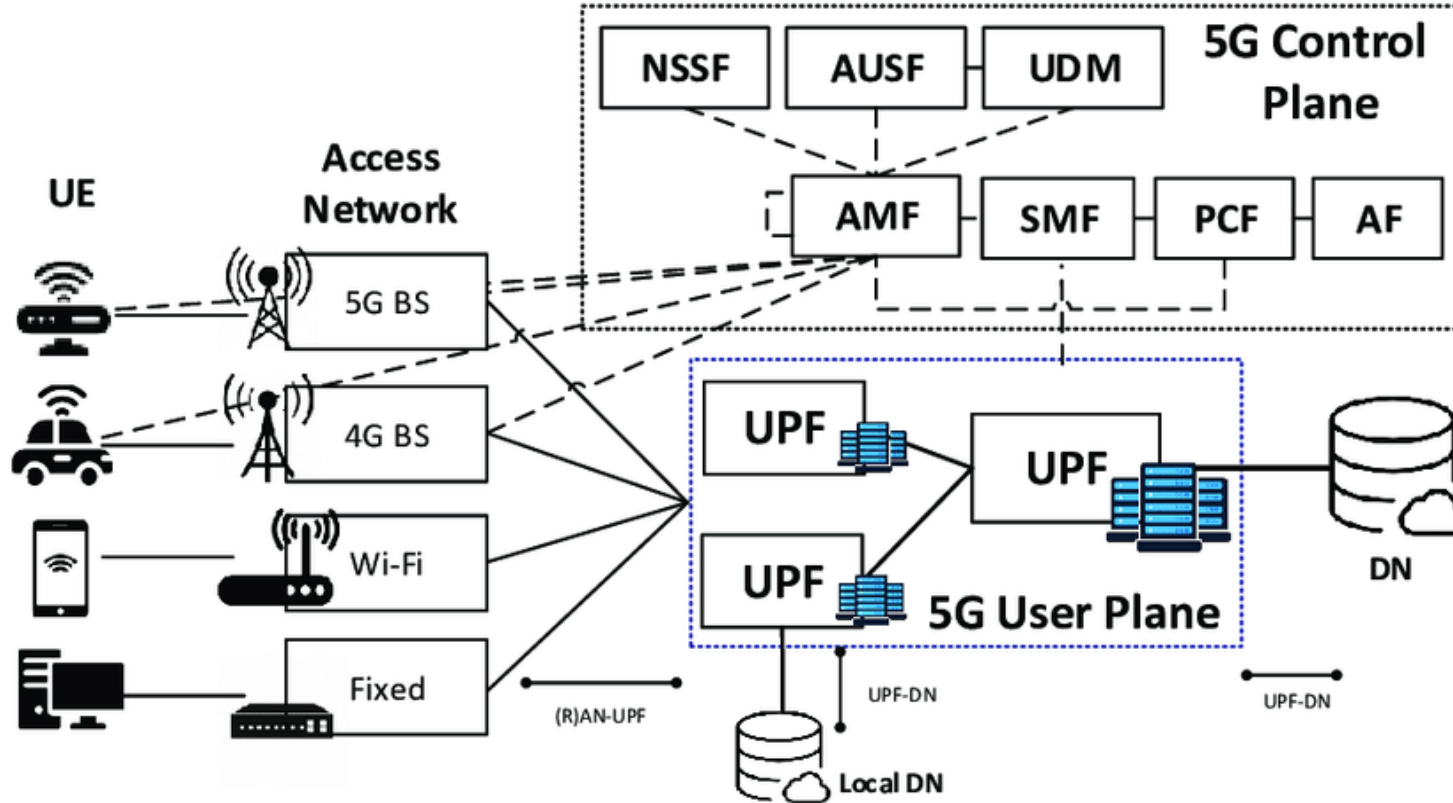 5G Control
Plane
NSSF
AUSF
UDM
AMF
SMF
PCF
AF
UE
Access
Network
5G BS
4G BS
Wi-Fi
Fixed
UPF
UPF
UPF
5G User Plane
DN
(R)AN-UPF
UPF-DN
UPF-DN
Local DN